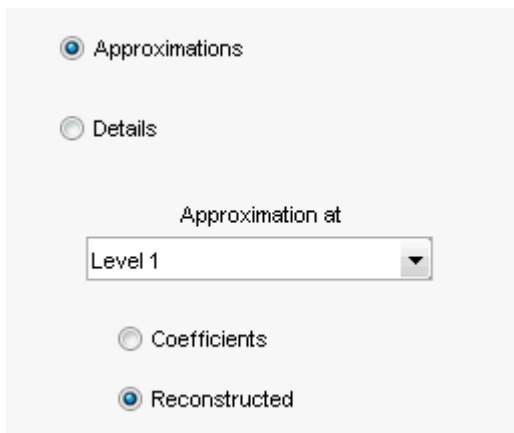 Approximations
Details
Approximation at
Level 1
Coefficients
Reconstructed